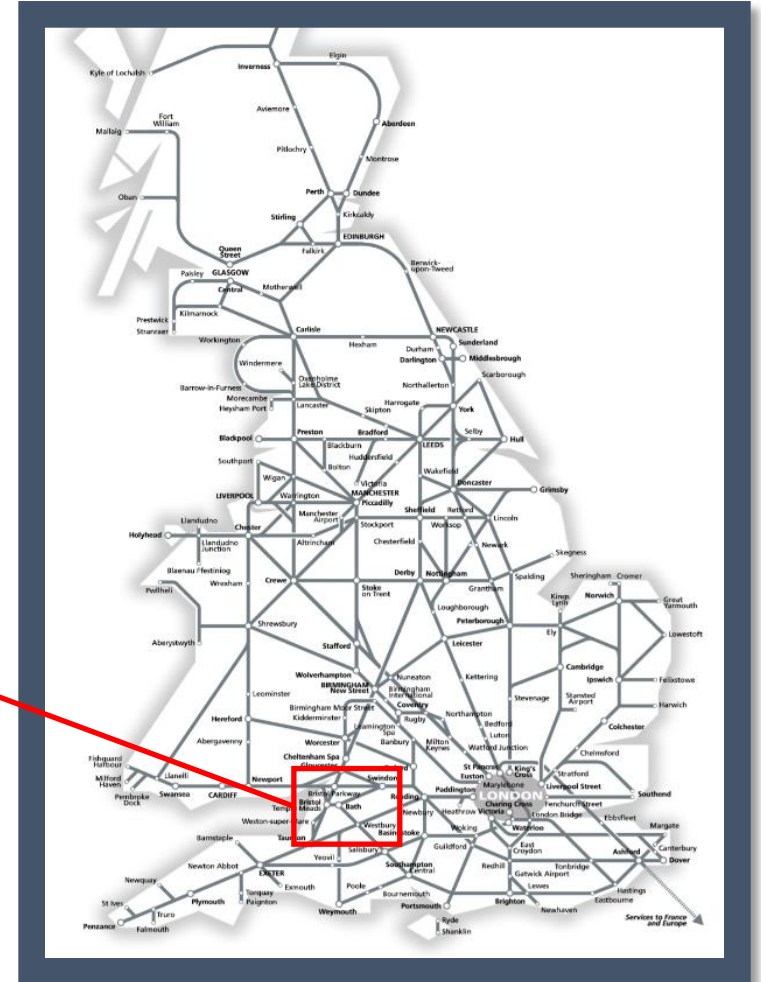 Elgin
Inverness
Kyle of Lochalsh
Aviemore
Fort
William
Aberdeen
Mallaig
Pitlochry
Montrose
Perth
Dundee
Oban
Stirling
Kirkcaldy
EDINBURGH
Queen
Street
Falkirk
Berwick-
upon-Tweed
Paisley
GLASGOW
Central
Motherwell
Prestwick
Kilmarnock
Stranraer
Carlisle
NEWCASTLE
Workington
Hexham
Durham
Sunderland
Darlington
Middlesbrough
Windermere
Scarborough
Oxenholme
Lake District
Barrow-in-Furness
Northallerton
Morecambe
Heysham Port
Lancaster
Harrogate
Skipton
York
Blackpool
Preston
Bradford
Selby
Hull
Blackburn
LEEDS
Huddersfield
Southport
Bolton
Wakefield
Wigan
Victoria
Doncaster
MANCHESTER
Piccadilly
LIVERPOOL
Warrington
Grimsby
Manchester
Airport
Sheffield
Retford
Llandudno
Chester
Stockport
Worksop
Lincoln
Holyhead
Llandudno
Junction
Altrincham
Chesterfield
Newark
Skegness
Blaenau Ffestiniog
Derby
Nottingham
Sheringham
Cromer
Pwllheli
Wrexham
Crewe
Stoke
on Trent
Grantham
Spalding
Kings
Lynn
Norwich
Great
Yarmouth
Loughborough
Shrewsbury
Peterborough
Ely
Lowestoft
Aberystwyth
Stafford
Leicester
Cambridge
Wolverhampton
Nuneaton
Kettering
BIRMINGHAM
New Street
Birmingham
International
Ipswich
Felixstowe
Leominster
Coventry
Stevenage
Stansted
Airport
Birmingham Moor Street
Rugby
Northampton
Harwich
Hereford
Kidderminster
Leamington
Spa
Bedford
Colchester
Abergavenny
Worcester
Banbury
Milton
Keynes
Luton
Watford Junction
Chelmsford
Fishguard
Harbour
Cheltenham Spa
Gloucester
St Pancras
King's
Cross
Milford
Haven
Llanelli
Newport
Swindon
Euston
Stratford
Pembroke
Dock
Swansea
CARDIFF
Bristol Parkway
Reading
Paddington
Marylebone
Liverpool Street
LONDON
Southend
Bristol
Temple Meads
Bath
Charing Cross
Fenchurch Street
Newbury
Heathrow
Victoria
London Bridge
Ebbsfleet
Weston-super-Mare
Westbury
Waterloo
Margate
Barnstaple
Taunton
Basingstoke
Woking
Salisbury
Guildford
East
Croydon
Canterbury
Newton Abbot
Yeovil
Southampton
Central
Redhill
Tonbridge
Ashford
Dover
EXETER
Gatwick Airport
Newquay
Exmouth
Poole
Lewes
Hastings
Torquay
Paignton
Bournemouth
Eastbourne
St Ives
Plymouth
Weymouth
Portsmouth
Brighton
Newhaven
Truro
Penzance
Falmouth
Ryde
Shanklin
Services to France
and Europe